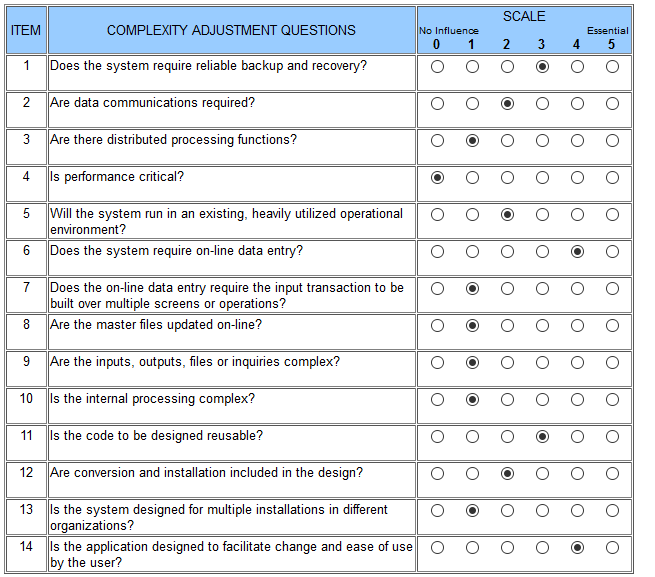 ITEM
COMPLEXITY ADJUSTMENT QUESTIONS
SCALE
No Influence
Essential
0 1 2 3 4 5
1 Does the system require reliable backup and recovery?
2 Are data communications required?
3 Are there distributed processing functions?
4 Is performance critical?
5 Will the system run in an existing, heavily utilized operational
environment?
6 Does the system require on-line data entry?
7 Does the on-line data entry require the input transaction to be
built over multiple screens or operations?
8 Are the master files updated on-line?
9 Are the inputs, outputs, files or inquiries complex?
10 Is the internal processing complex?
11 Is the code to be designed reusable?
12 Are conversion and installation included in the design?
13 Is the system designed for multiple installations in different
organizations?
14 Is the application designed to facilitate change and ease of use
by the user?